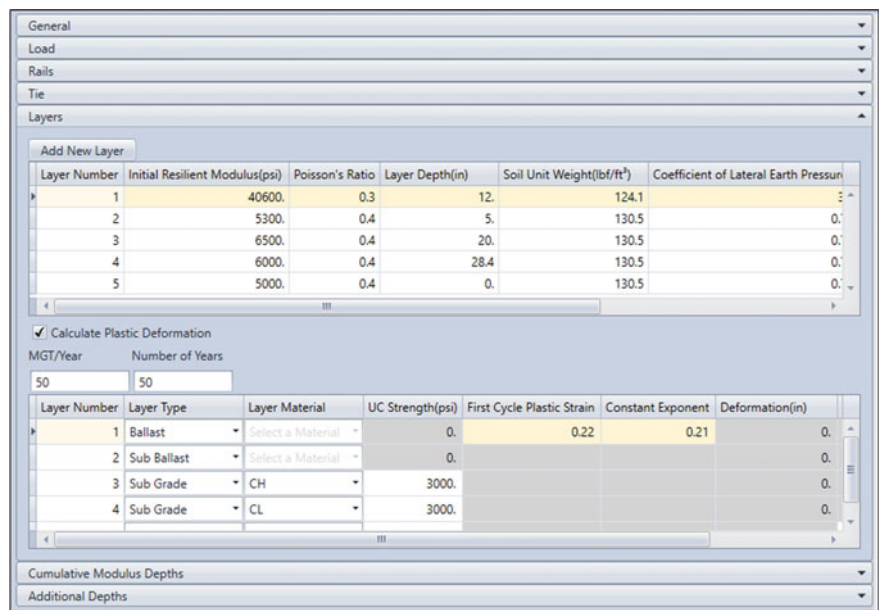 General
Load
Rails
Tie
Layers
Add New Layer
Layer Number Initial Resilient Modulus(psi) Poisson's Ratio Layer Depth(in) Soil Unit Weight(lbf/ft³) Coefficient of Lateral Earth Pressur
1 40600. 0.3 12. 124.1
2 5300. 0.4 5. 130.5 0.
3 6500. 0.4 20. 130.5 0.
4 6000. 0.4 28.4 130.5 0.
5 5000. 0.4 0. 130.5 0.
Calculate Plastic Deformation
MGT/Year Number of Years
50 50
Layer Number Layer Type Layer Material UC Strength(psi) First Cycle Plastic Strain Constant Exponent Deformation(in)
1 Ballast Select a Material 0. 0.22 0.21 0.
2 Sub Ballast Select a Material 0. 0.
3 Sub Grade CH 3000. 0.
4 Sub Grade CL 3000. 0.
Cumulative Modulus Depths
Additional Depths